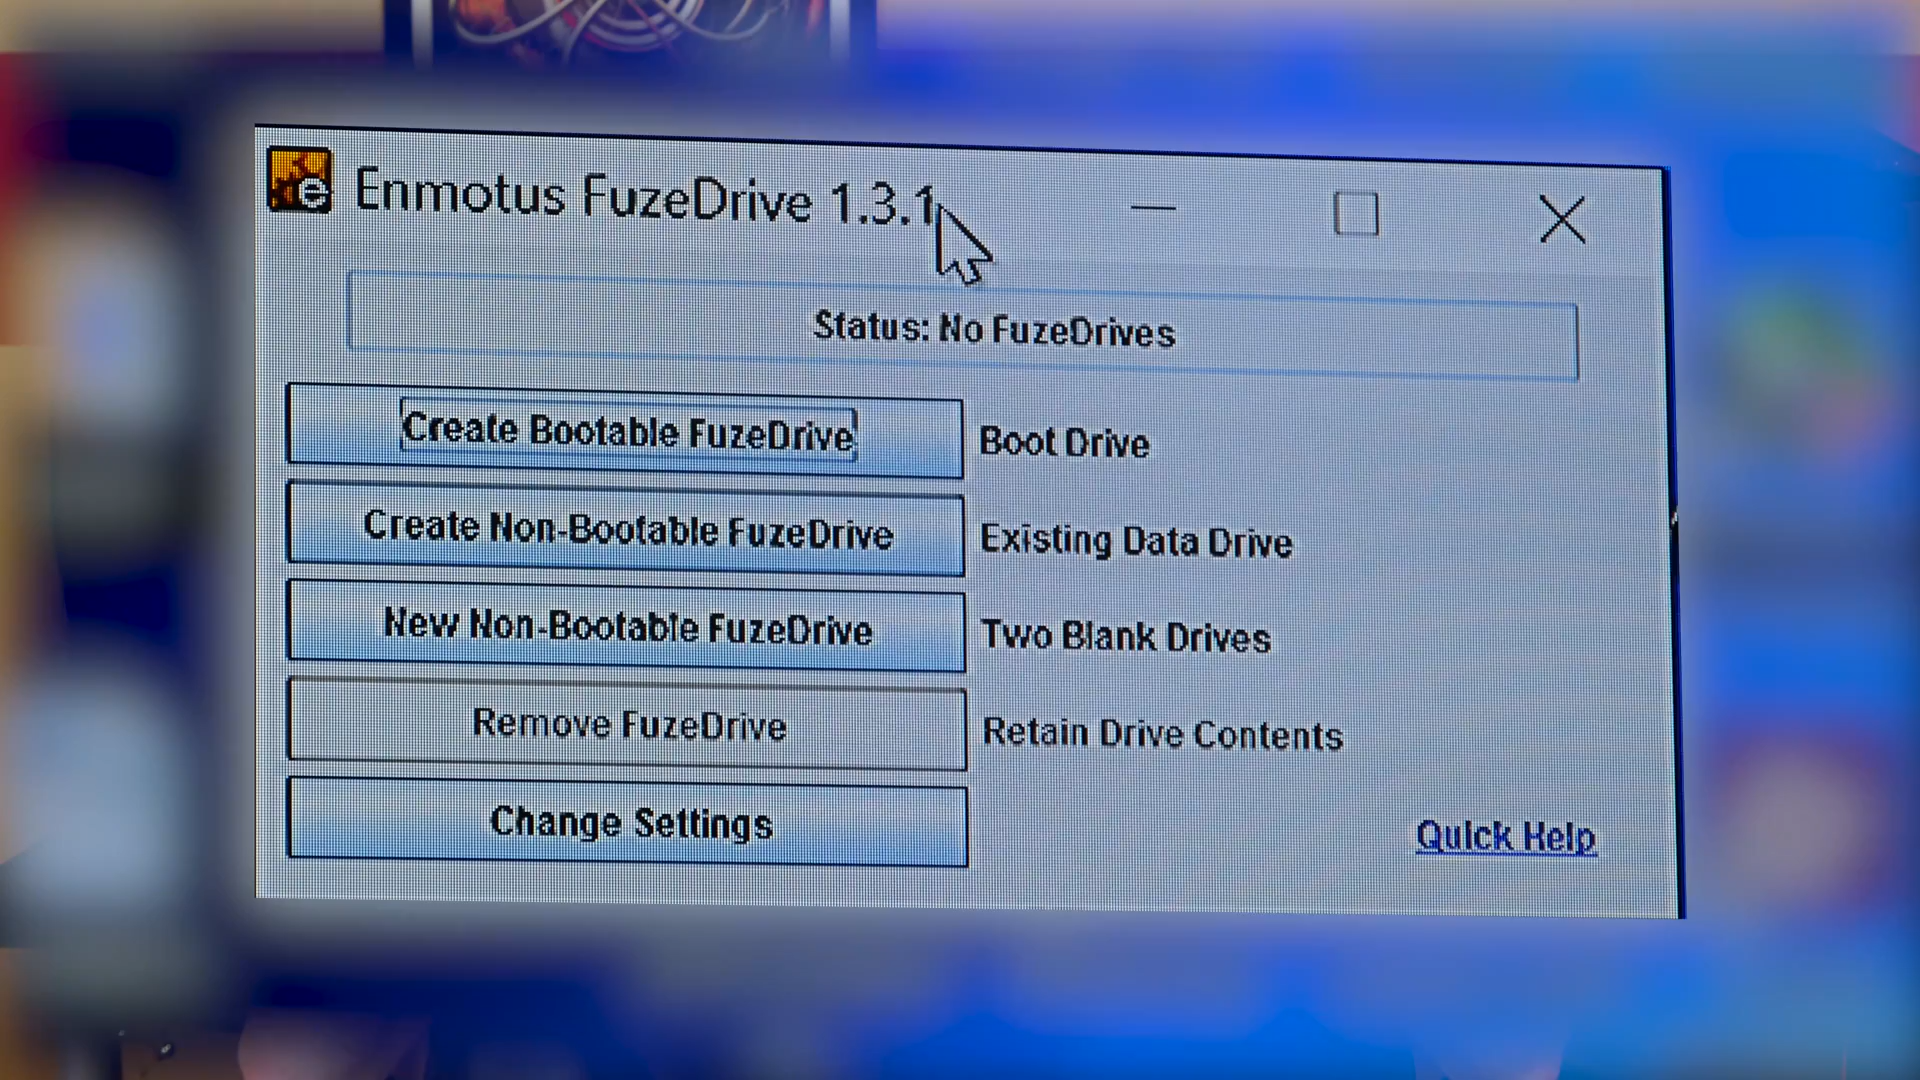 Enmotus FuzeDrive 1.3.1
Status: No FuzeDrives
Create Bootable FuzeDrive Boot Drive
Create Non-Bootable FuzeDrive Existing Data Drive
New Non-Bootable FuzeDrive Two Blank Drives
Remove FuzeDrive Retain Drive Contents
Change Settings
Quick Help